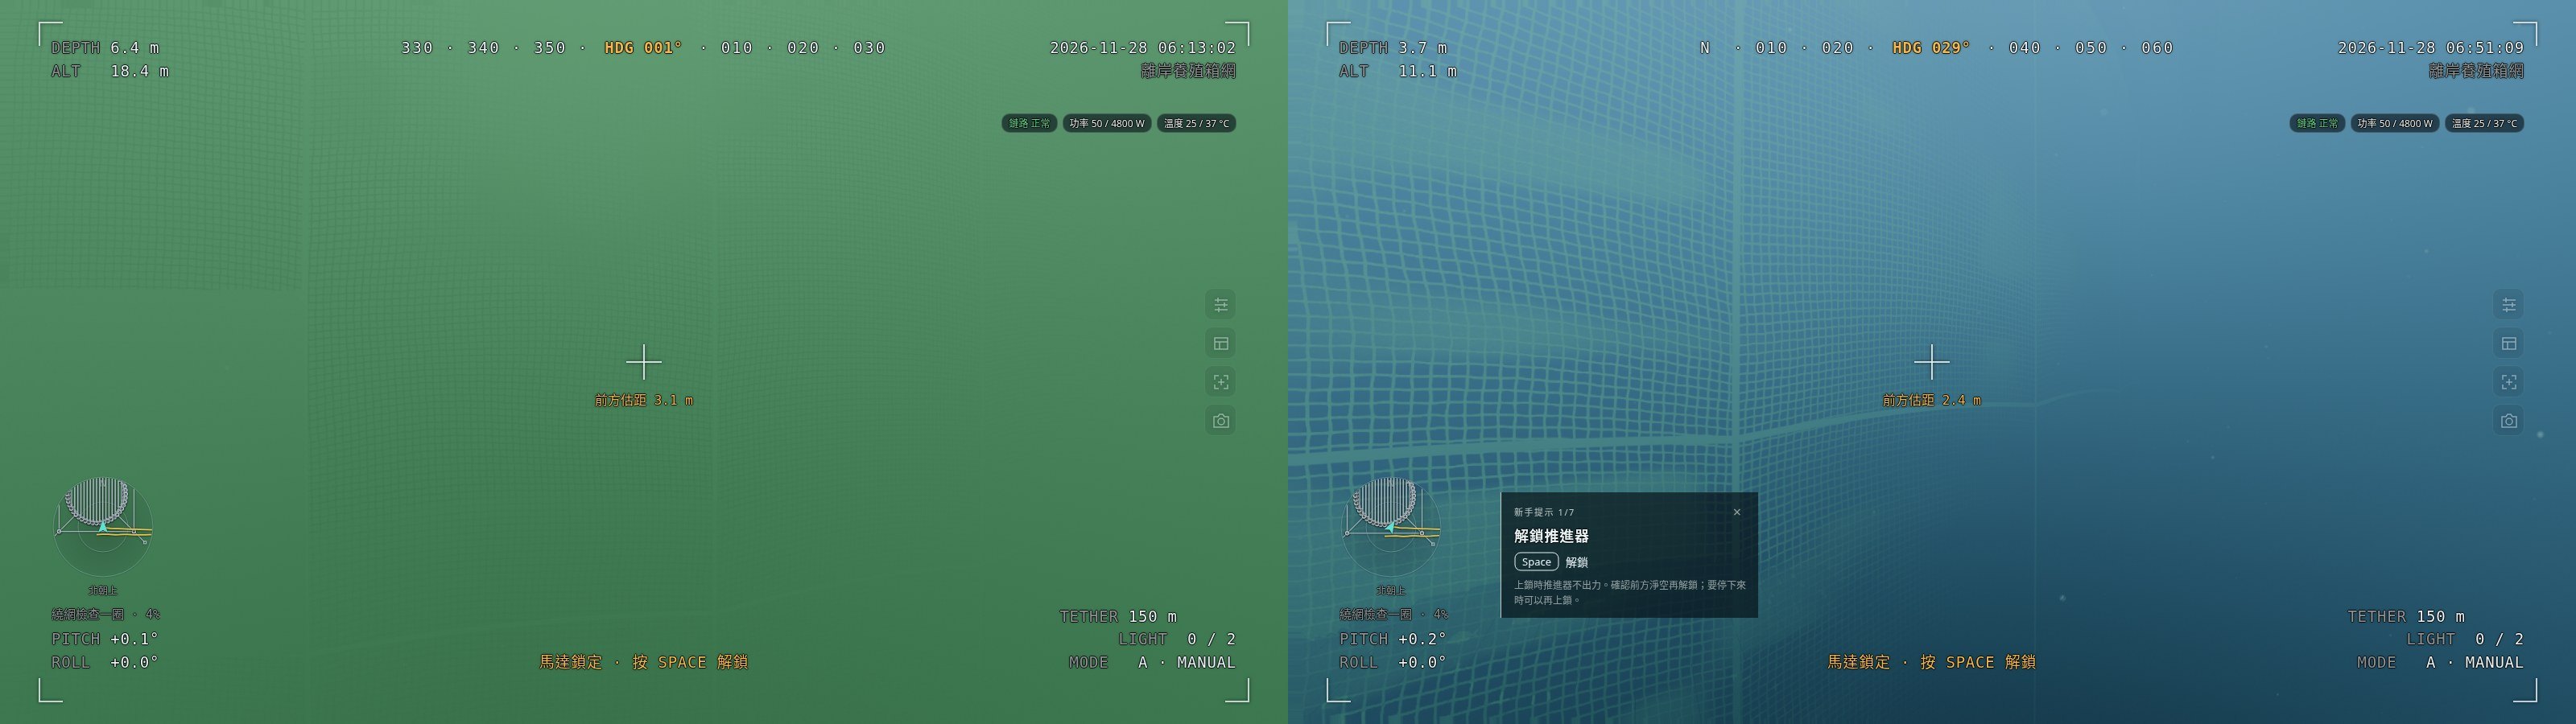 DEPTH 6.4 m
ALT 18.4 m
330 · 340 · 350 · HDG 001° · 010 · 020 · 030
2026-11-28 06:13:02
離岸養殖箱網
鏈路 正常
功率 50 / 4800 W
溫度 25 / 37 °C
前方估距 3.1 m
北朝上
繞網檢查一圈 · 4%
PITCH +0.1°
ROLL +0.0°
馬達鎖定 · 按 SPACE 解鎖
TETHER 150 m
LIGHT 0 / 2
MODE A · MANUAL
DEPTH 3.7 m
ALT 11.1 m
N · 010 · 020 · HDG 029° · 040 · 050 · 060
2026-11-28 06:51:09
離岸養殖箱網
鏈路 正常
功率 50 / 4800 W
溫度 25 / 37 °C
前方估距 2.4 m
新手提示 1/7
解鎖推進器
Space 解鎖
上鎖時推進器不出力。確認前方淨空再解鎖；要停下來
時可以再上鎖。
北朝上
繞網檢查一圈 · 4%
PITCH +0.2°
ROLL +0.0°
馬達鎖定 · 按 SPACE 解鎖
TETHER 150 m
LIGHT 0 / 2
MODE A · MANUAL